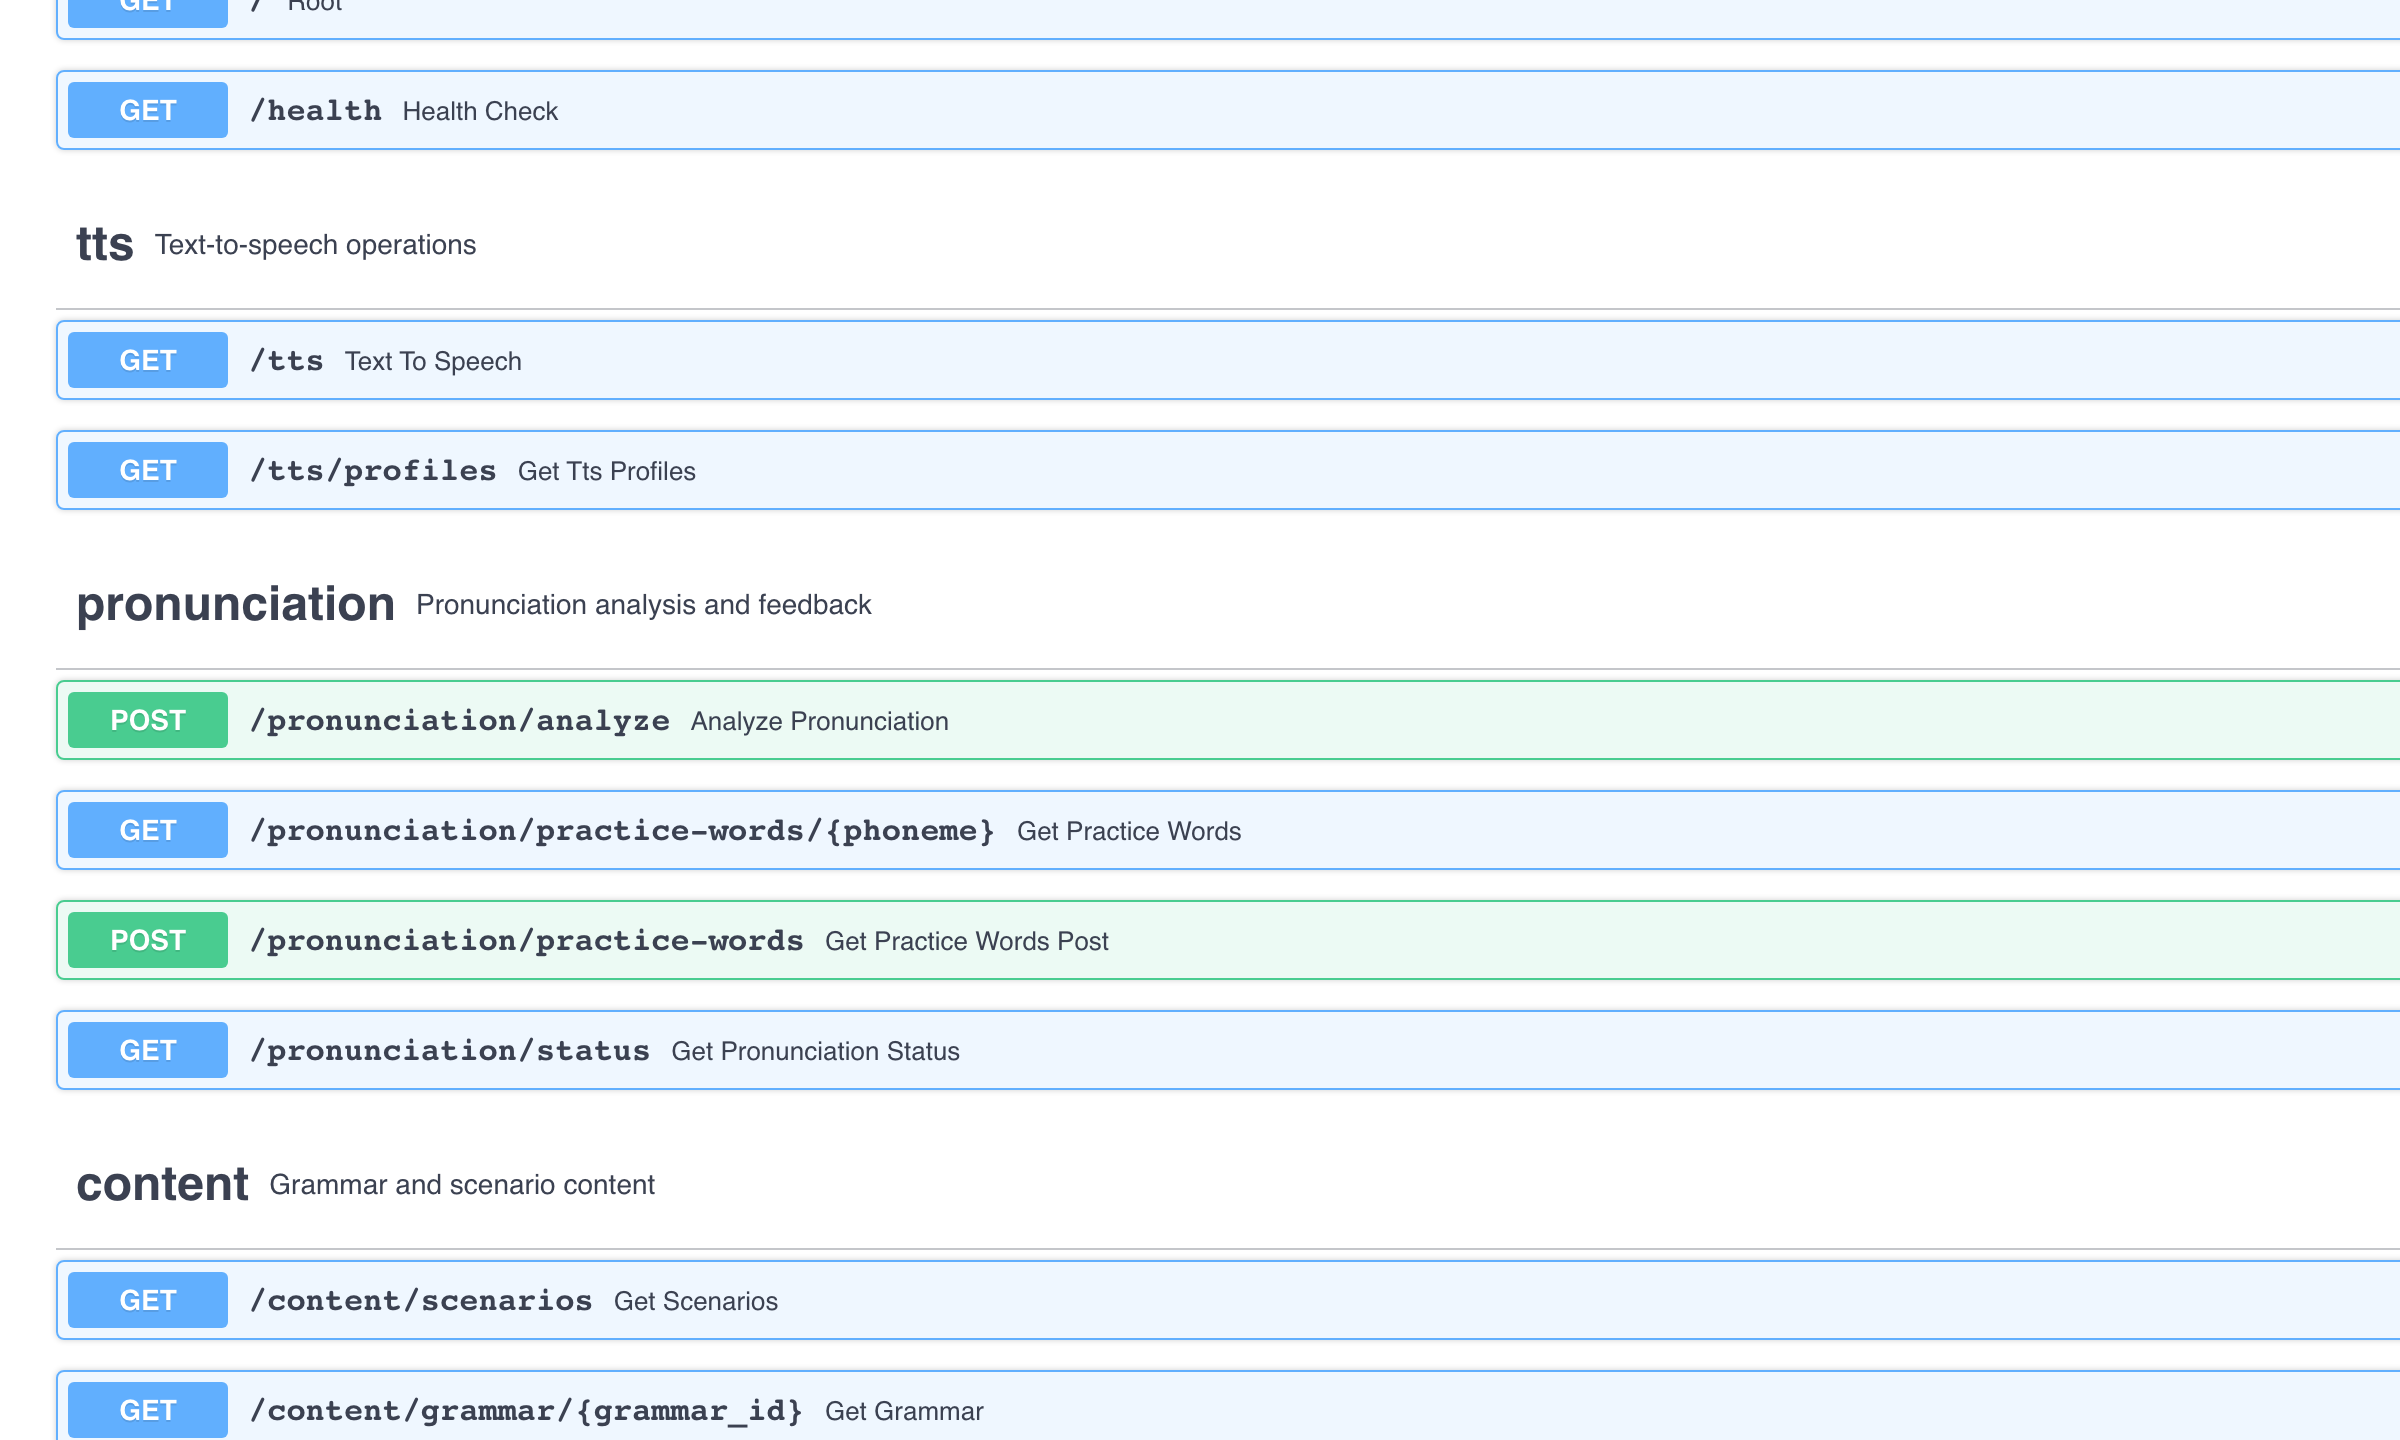 GET / Root
GET /health Health Check
tts Text-to-speech operations
GET /tts Text To Speech
GET /tts/profiles Get Tts Profiles
pronunciation Pronunciation analysis and feedback
POST /pronunciation/analyze Analyze Pronunciation
GET /pronunciation/practice-words/{phoneme} Get Practice Words
POST /pronunciation/practice-words Get Practice Words Post
GET /pronunciation/status Get Pronunciation Status
content Grammar and scenario content
GET /content/scenarios Get Scenarios
GET /content/grammar/{grammar_id} Get Grammar